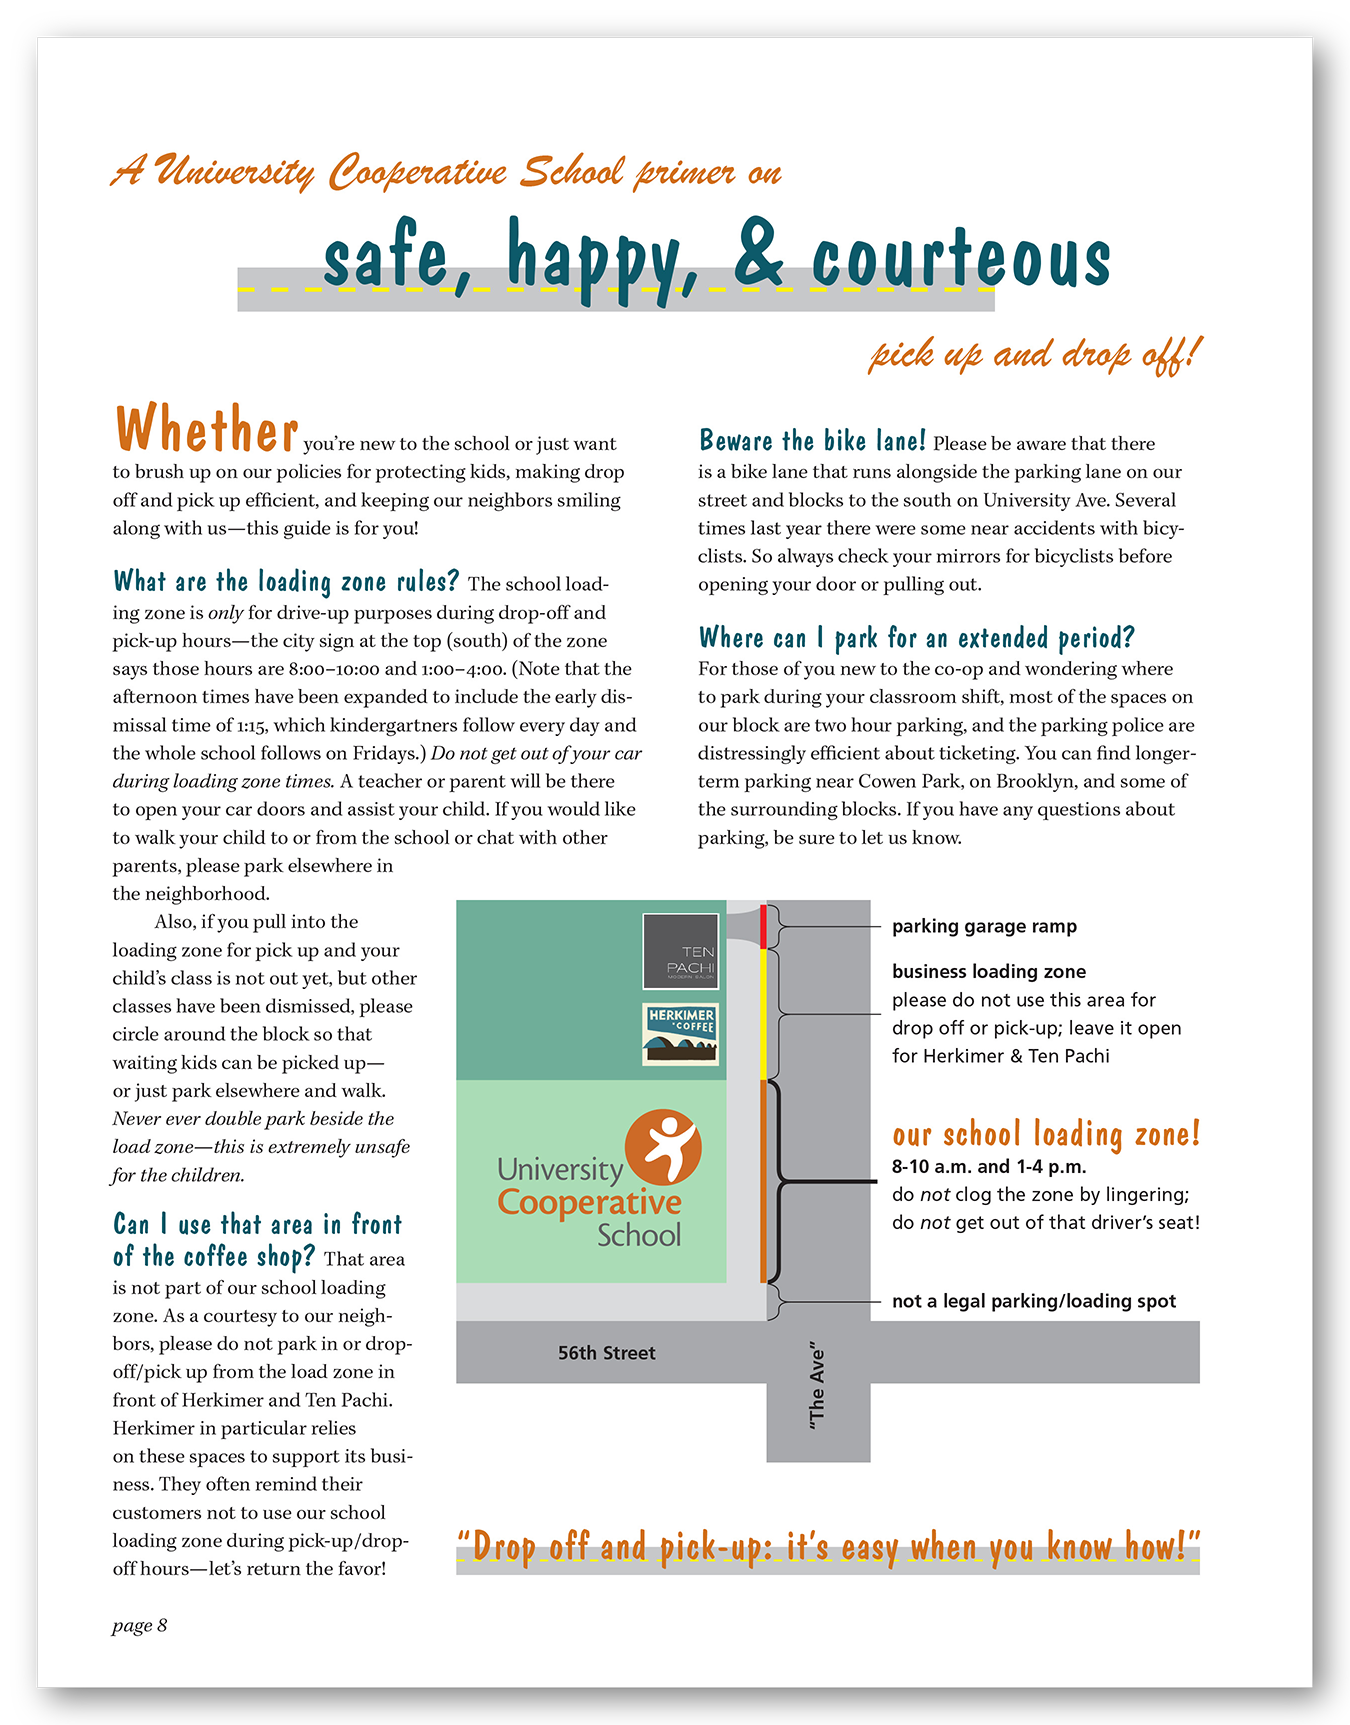 A University Cooperative School primer on
safe, happy, & courteous
pick up and drop off!
Whether you’re new to the school or just want
to brush up on our policies for protecting kids, making drop
off and pick up efficient, and keeping our neighbors smiling
along with us—this guide is for you!
What are the loading zone rules? The school load-
ing zone is only for drive-up purposes during drop-off and
pick-up hours—the city sign at the top (south) of the zone
says those hours are 8:00–10:00 and 1:00–4:00. (Note that the
afternoon times have been expanded to include the early dis-
missal time of 1:15, which kindergartners follow every day and
the whole school follows on Fridays.) Do not get out of your car
during loading zone times. A teacher or parent will be there
to open your car doors and assist your child. If you would like
to walk your child to or from the school or chat with other
parents, please park elsewhere in
the neighborhood.
Also, if you pull into the
loading zone for pick up and your
child’s class is not out yet, but other
classes have been dismissed, please
circle around the block so that
waiting kids can be picked up—
or just park elsewhere and walk.
Never ever double park beside the
load zone—this is extremely unsafe
for the children.
Can I use that area in front
of the coffee shop? That area
is not part of our school loading
zone. As a courtesy to our neigh-
bors, please do not park in or drop-
off/pick up from the load zone in
front of Herkimer and Ten Pachi.
Herkimer in particular relies
on these spaces to support its busi-
ness. They often remind their
customers not to use our school
loading zone during pick-up/drop-
off hours—let’s return the favor!
Beware the bike lane! Please be aware that there
is a bike lane that runs alongside the parking lane on our
street and blocks to the south on University Ave. Several
times last year there were some near accidents with bicy-
clists. So always check your mirrors for bicyclists before
opening your door or pulling out.
Where can I park for an extended period?
For those of you new to the co-op and wondering where
to park during your classroom shift, most of the spaces on
our block are two hour parking, and the parking police are
distressingly efficient about ticketing. You can find longer-
term parking near Cowen Park, on Brooklyn, and some of
the surrounding blocks. If you have any questions about
parking, be sure to let us know.
TEN
PACHI
MODERN SALON
HERKIMER
COFFEE
University
Cooperative
School
parking garage ramp
business loading zone
please do not use this area for
drop off or pick-up; leave it open
for Herkimer & Ten Pachi
our school loading zone!
8-10 a.m. and 1-4 p.m.
do not clog the zone by lingering;
do not get out of that driver’s seat!
not a legal parking/loading spot
56th Street
“The Ave”
“Drop off and pick-up: it’s easy when you know how!”
page 8